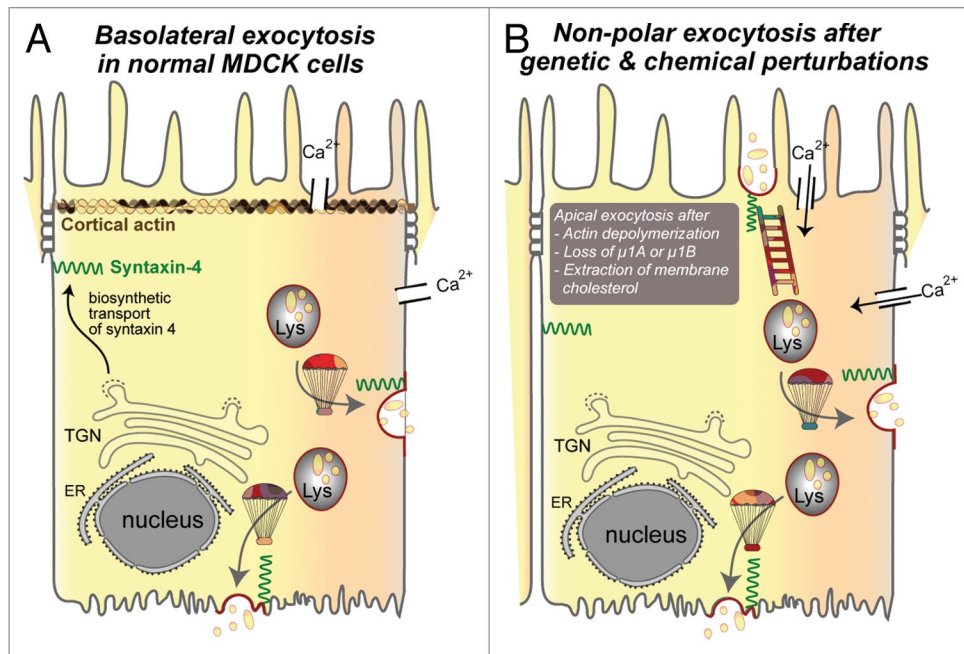 A
Basolateral exocytosis
in normal MDCK cells
Ca2+
Cortical actin
Syntaxin-4
Ca2+
biosynthetic
transport
of syntaxin 4
Lys
TGN
Lys
ER
nucleus
B
Non-polar exocytosis after
genetic & chemical perturbations
Ca2+
Apical exocytosis after
- Actin depolymerization
- Loss of µ1A or µ1B
- Extraction of membrane
cholesterol
Ca2+
Lys
TGN
Lys
ER
nucleus